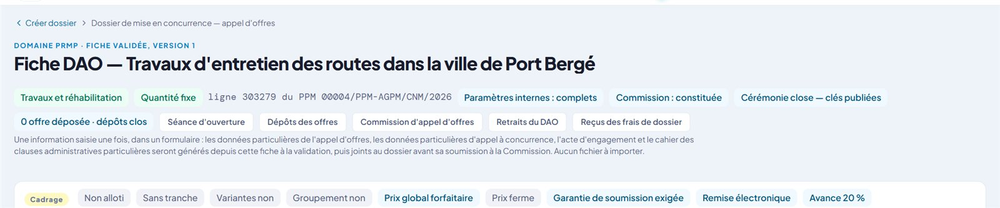 Créer dossier > Dossier de mise en concurrence — appel d'offres
DOMAINE PRMP · FICHE VALIDÉE, VERSION 1
Fiche DAO — Travaux d'entretien des routes dans la ville de Port Bergé
Travaux et réhabilitation Quantité fixe ligne 303279 du PPM 00004/PPM-AGPM/CNM/2026 Paramètres internes : complets Commission : constituée Cérémonie close — clés publiées
0 offre déposée · dépôts clos Séance d'ouverture Dépôts des offres Commission d'appel d'offres Retraits du DAO Reçus des frais de dossier
Une information saisie une fois, dans un formulaire : les données particulières de l'appel d'offres, les données particulières d'appel à concurrence, l'acte d'engagement et le cahier des
clauses administratives particulières seront générés depuis cette fiche à la validation, puis joints au dossier avant sa soumission à la Commission. Aucun fichier à importer.
Cadrage Non alloti Sans tranche Variantes non Groupement non Prix global forfaitaire Prix ferme Garantie de soumission exigée Remise électronique Avance 20 %